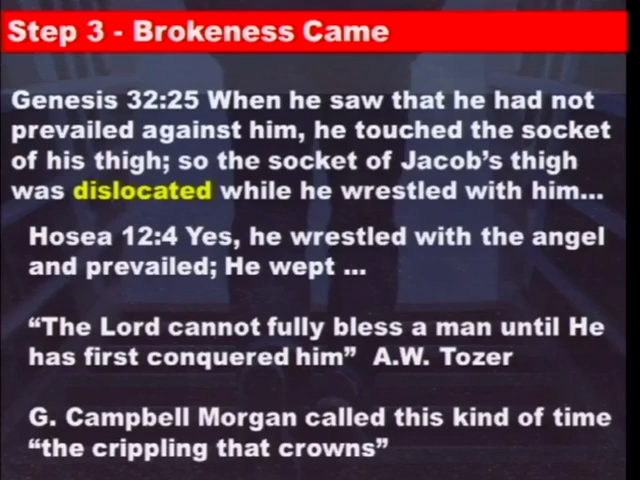 Step 3 - Brokeness Came
Genesis 32:25 When he saw that he had not
prevailed against him, he touched the socket
of his thigh; so the socket of Jacob's thigh
was dislocated while he wrestled with him...
Hosea 12:4 Yes, he wrestled with the angel
and prevailed; He wept ...
“The Lord cannot fully bless a man until He
has first conquered him” A.W. Tozer
G. Campbell Morgan called this kind of time
“the crippling that crowns”